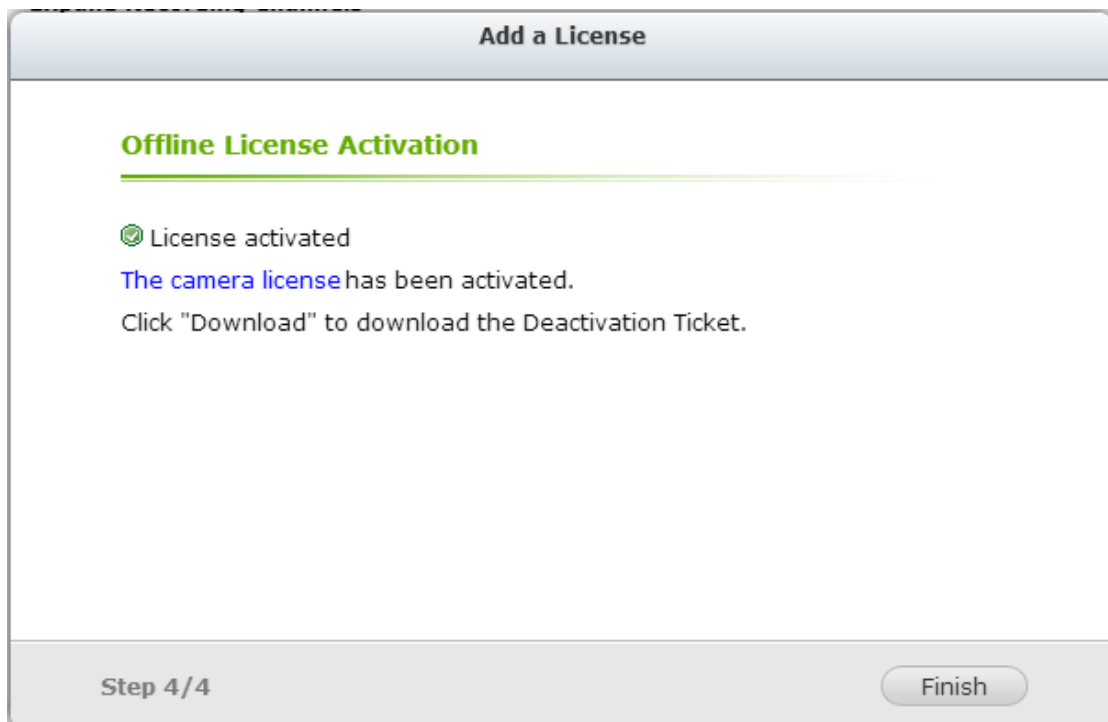 Add a License
Offline License Activation
License activated
The camera license has been activated.
Click "Download" to download the Deactivation Ticket.
Step 4/4
Finish